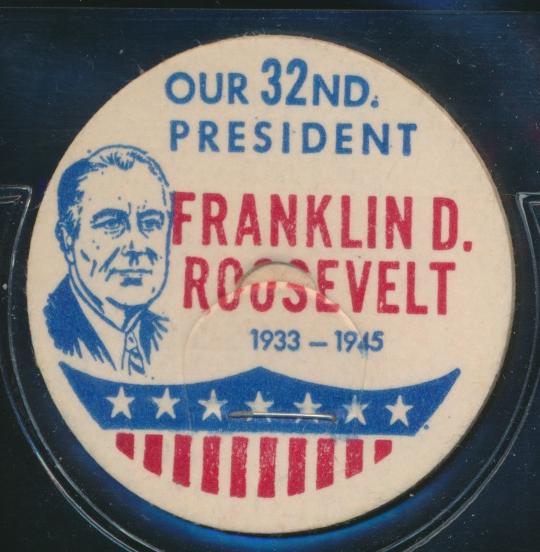 OUR 32ND.
PRESIDENT
FRANKLIN D.
ROOSEVELT
1933 – 1945